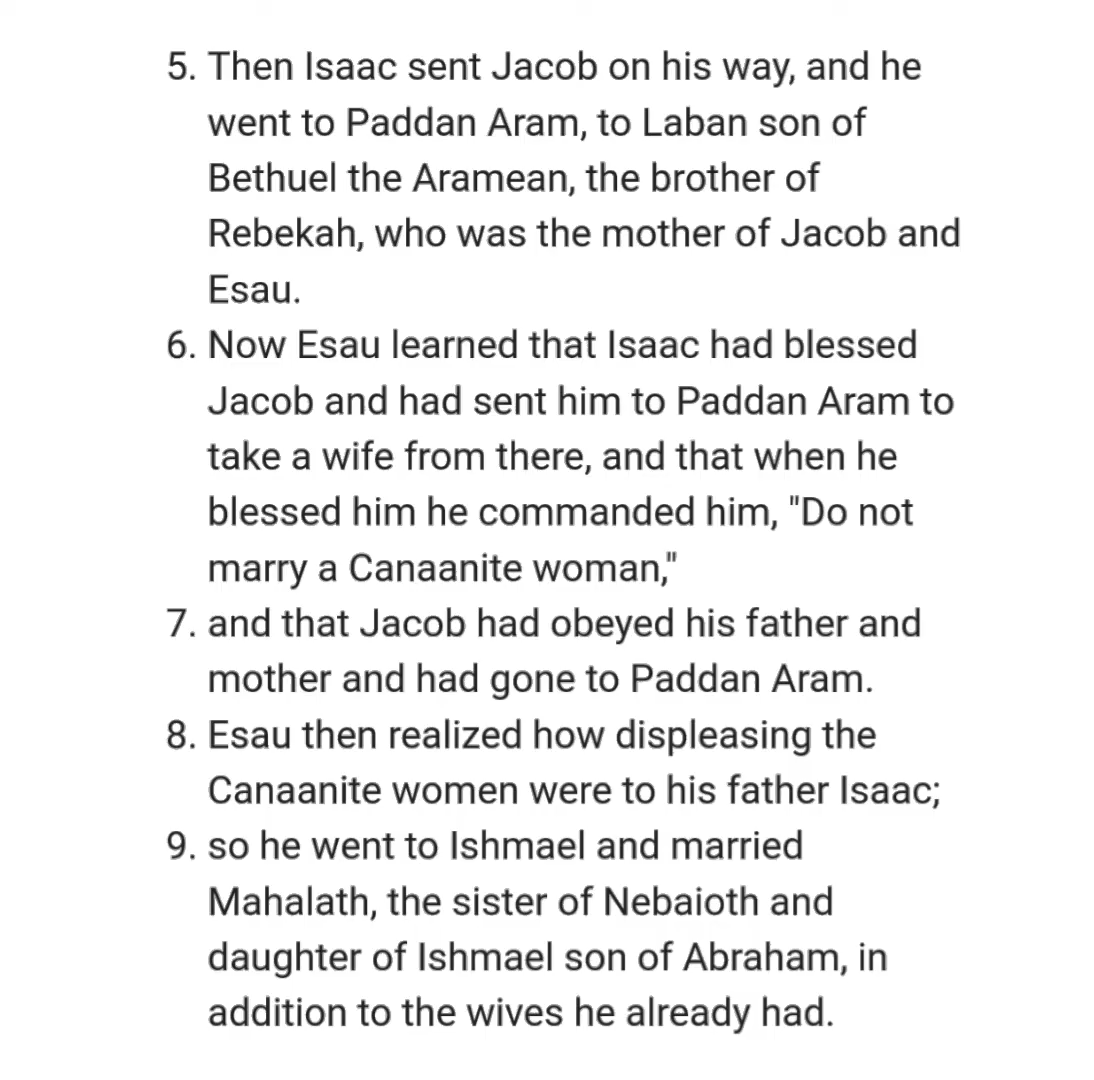 5. Then Isaac sent Jacob on his way, and he
went to Paddan Aram, to Laban son of
Bethuel the Aramean, the brother of
Rebekah, who was the mother of Jacob and
Esau.
6. Now Esau learned that Isaac had blessed
Jacob and had sent him to Paddan Aram to
take a wife from there, and that when he
blessed him he commanded him, "Do not
marry a Canaanite woman,"
7. and that Jacob had obeyed his father and
mother and had gone to Paddan Aram.
8. Esau then realized how displeasing the
Canaanite women were to his father Isaac;
9. so he went to Ishmael and married
Mahalath, the sister of Nebaioth and
daughter of Ishmael son of Abraham, in
addition to the wives he already had.